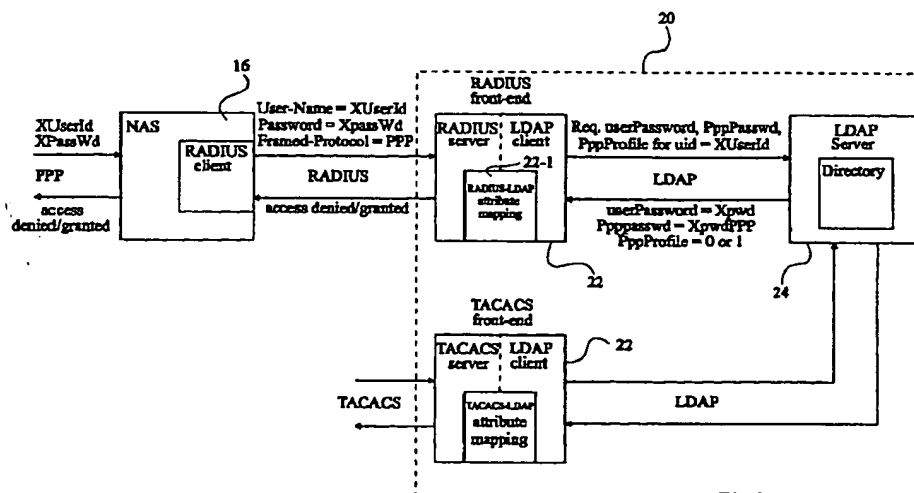 20
16
RADIUS
front-end
NAS
User-Name = XUserId
Password = XpassWd
Framed-Protocol = PPP
XUserId
XPassWd
RADIUS
client
PPP
RADIUS
access
denied/granted
access denied/granted
RADIUS
server
LDAP
client
22-1
RADIUS-LDAP
attribute
mapping
22
Req. userPassword, PppPasswd,
PppProfile for uid = XUserId
LDAP
userPassword = Xpwd
Ppppasswd = XpwdPPP
PppProfile = 0 or 1
LDAP
Server
Directory
24
TACACS
front-end
TACACS
server
LDAP
client
22
TACACS-LDAP
attribute
mapping
TACACS
LDAP